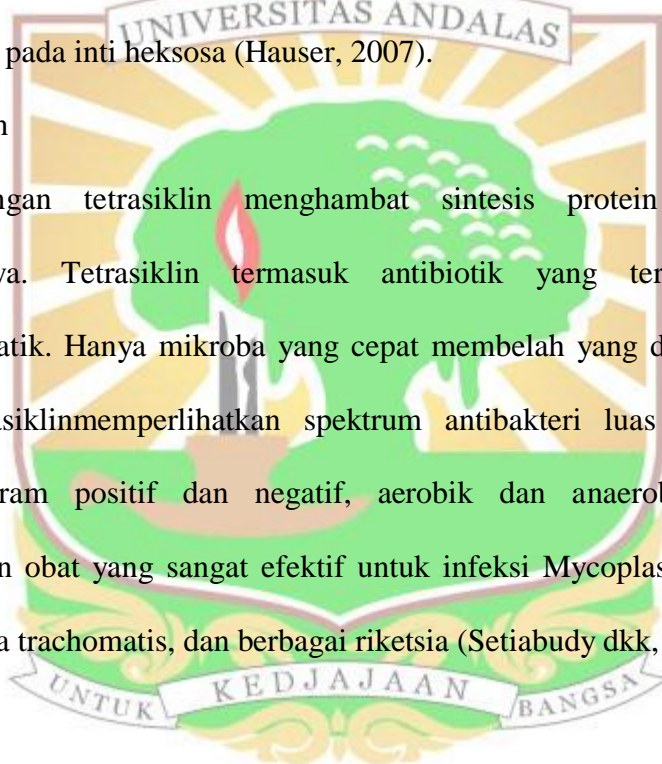 UNIVERSITAS ANDALAS
pada inti heksosa (Hauser, 2007).
n
ngan tetrasiklin menghambat sintesis protein
ya. Tetrasiklin termasuk antibiotik yang ter
atik. Hanya mikroba yang cepat membelah yang d
asiklinmemperlihatkan spektrum antibakteri luas
ram positif dan negatif, aerobik dan anaerob
n obat yang sangat efektif untuk infeksi Mycoplas
a trachomatis, dan berbagai riketsia (Setiabudy dkk,
UNTUK KEDJAJAAN BANGSA